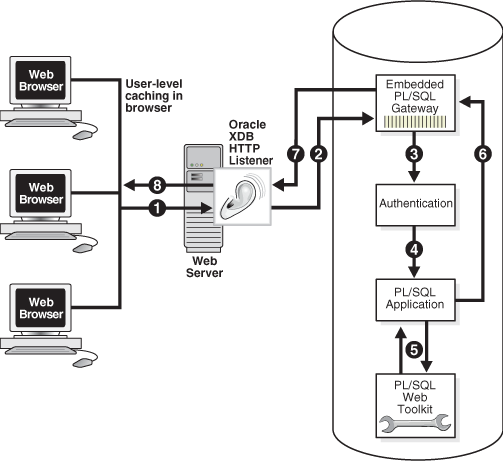 Web
Browser
User-level
caching in
browser
Web
Browser
Web
Browser
Oracle
XDB
HTTP
Listener
Web
Server
8
1
7
2
Embedded
PL/SQL
Gateway
3
6
Authentication
4
PL/SQL
Application
5
PL/SQL
Web
Toolkit